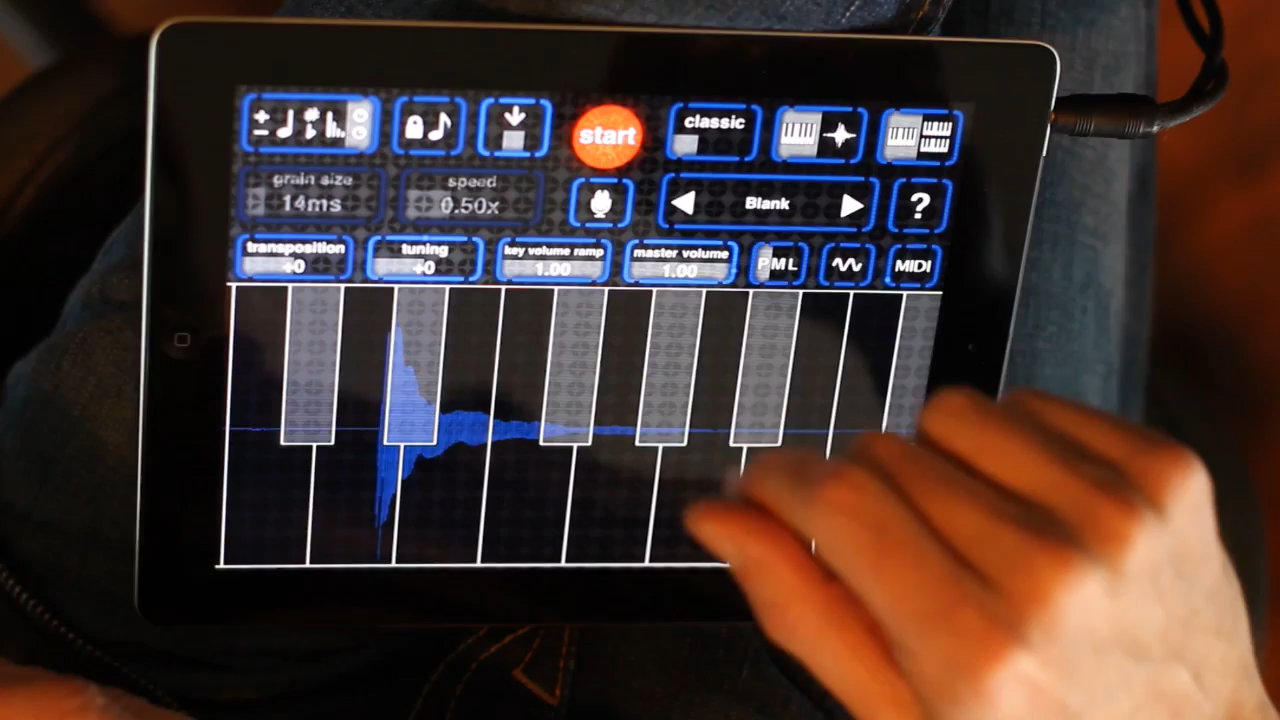 start
classic
grain size
14ms
speed
0.50x
Blank
?
transposition
+0
tuning
+0
key volume ramp
1.00
master volume
1.00
PML
MIDI